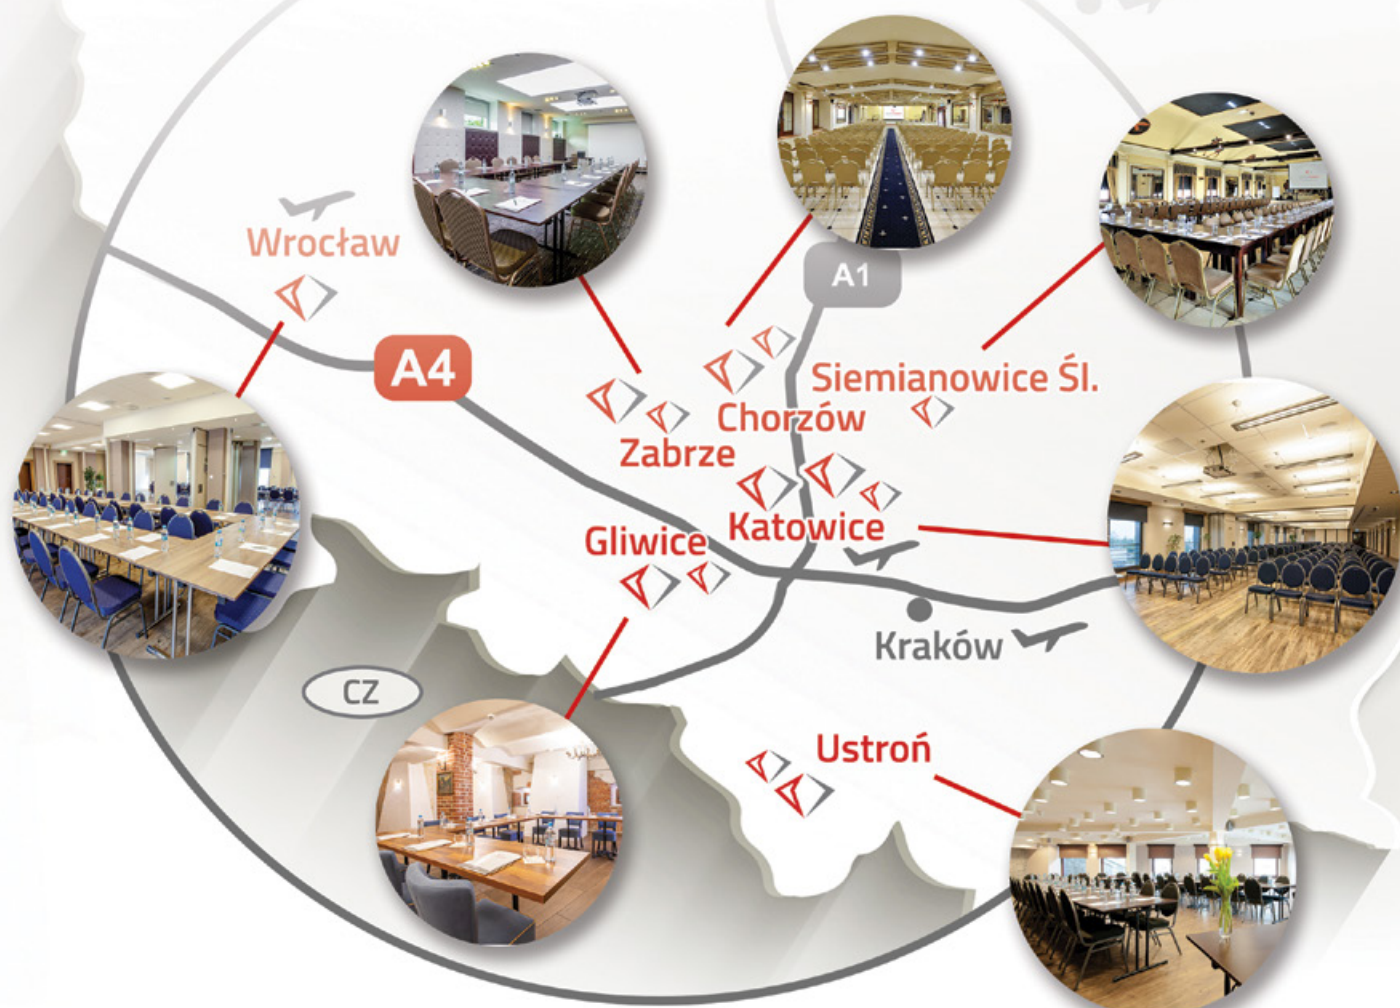 A1
Wrocław
A4
Siemianowice Śl.
Chorzów
Zabrze
Katowice
Gliwice
Kraków
CZ
Ustroń